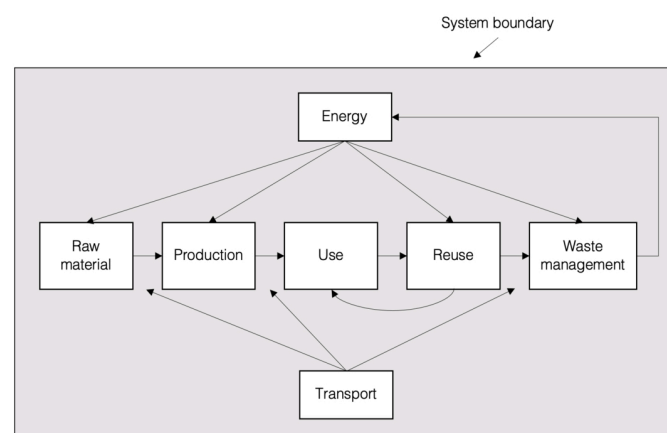 System boundary
Energy
Raw
material
Production
Use
Reuse
Waste
management
Transport